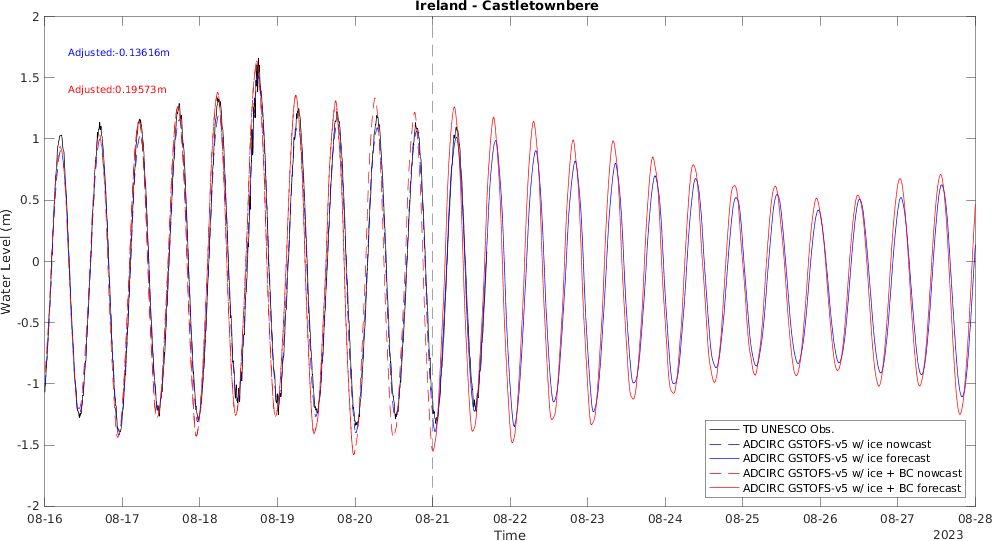 Ireland - Castletownbere
Adjusted:-0.13616m
Adjusted:0.19573m
Water Level (m)
2
1.5
1
0.5
0
-0.5
-1
-1.5
-2
TD UNESCO Obs.
ADCIRC GSTOFS-v5 w/ ice nowcast
ADCIRC GSTOFS-v5 w/ ice forecast
ADCIRC GSTOFS-v5 w/ ice + BC nowcast
ADCIRC GSTOFS-v5 w/ ice + BC forecast
08-16 08-17 08-18 08-19 08-20 08-21 08-22 08-23 08-24 08-25 08-26 08-27 08-28
Time
2023